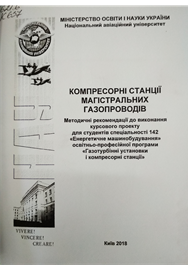 МІНІСТЕРСТВО ОСВІТИ І НАУКИ УКРАЇНИ
Національний авіаційний університет
КОМПРЕСОРНІ СТАНЦІЇ
МАГІСТРАЛЬНИХ
ГАЗОПРОВОДІВ
Методичні рекомендації до виконання
курсового проекту
для студентів спеціальності 142
«Енергетичне машинобудування»
освітньо-професійної програми
«Газотурбінні установки
і компресорні станції»
НАУ
VIVERE!
VINCERE!
CREARE!
Київ 2018